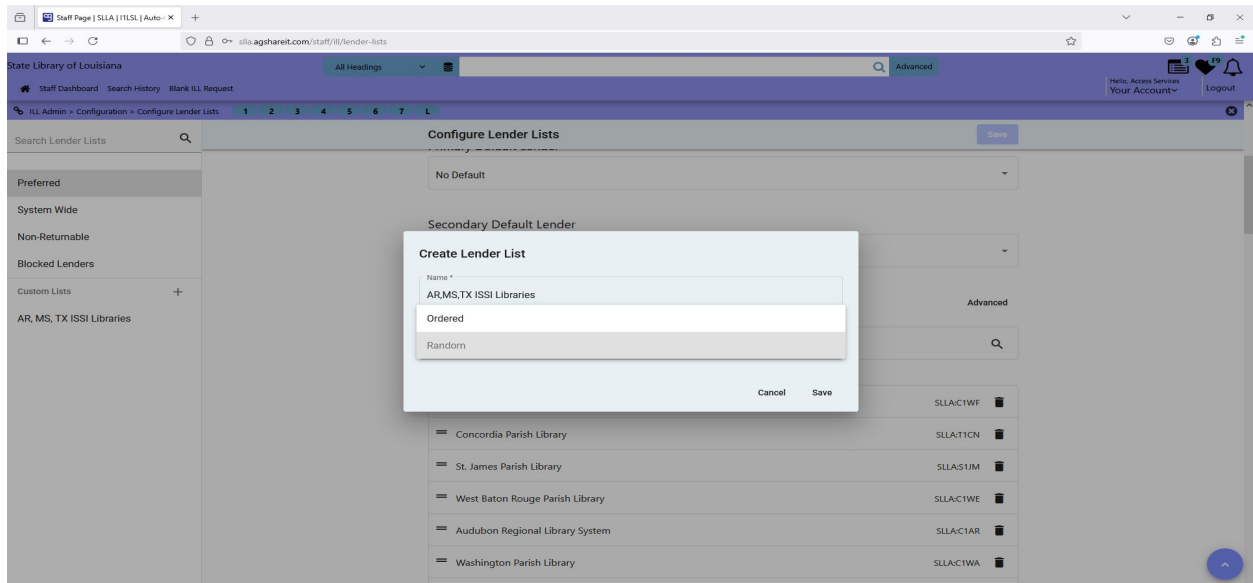 Staff Page | SLLA | I1LSL | Auto-
slla.agshareit.com/staff/ill/lender-lists
State Library of Louisiana
All Headings
Advanced
3
F9
Staff Dashboard Search History Blank ILL Request
Hello, Access Services
Your Account
Logout
ILL Admin > Configuration > Configure Lender Lists 1 2 3 4 5 6 7 L
Search Lender Lists
Configure Lender Lists
Save
No Default
Preferred
System Wide
Secondary Default Lender
Non-Returnable
Create Lender List
Blocked Lenders
Name *
Custom Lists
AR,MS,TX ISSI Libraries
Advanced
AR, MS, TX ISSI Libraries
Ordered
Random
Cancel Save
SLLA:C1WF
Concordia Parish Library SLLA:T1CN
St. James Parish Library SLLA:S1JM
West Baton Rouge Parish Library SLLA:C1WE
Audubon Regional Library System SLLA:C1AR
Washington Parish Library SLLA:C1WA